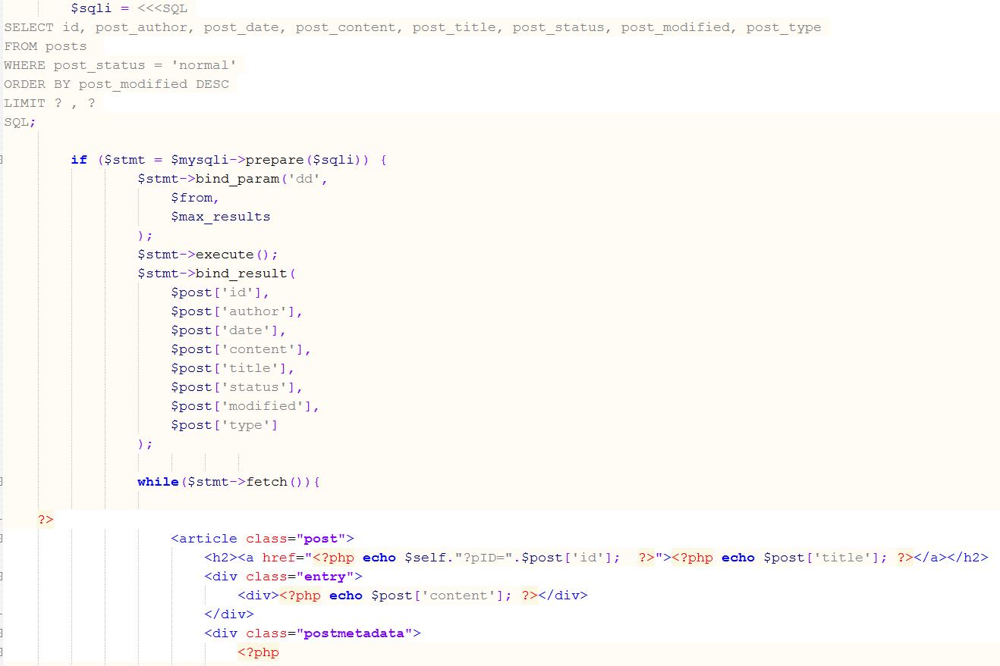 $sqli = <<<SQL
SELECT id, post_author, post_date, post_content, post_title, post_status, post_modified, post_type
FROM posts
WHERE post_status = 'normal'
ORDER BY post_modified DESC
LIMIT ? , ?
SQL;
if ($stmt = $mysqli->prepare($sqli)) {
$stmt->bind_param('dd',
$from,
$max_results
);
$stmt->execute();
$stmt->bind_result(
$post['id'],
$post['author'],
$post['date'],
$post['content'],
$post['title'],
$post['status'],
$post['modified'],
$post['type']
);
while($stmt->fetch()){
?>
<article class="post">
<h2><a href="<?php echo $self."?pID=".$post['id'];  ?>"><?php echo $post['title']; ?></a></h2>
<div class="entry">
<div><?php echo $post['content']; ?></div>
</div>
<div class="postmetadata">
<?php